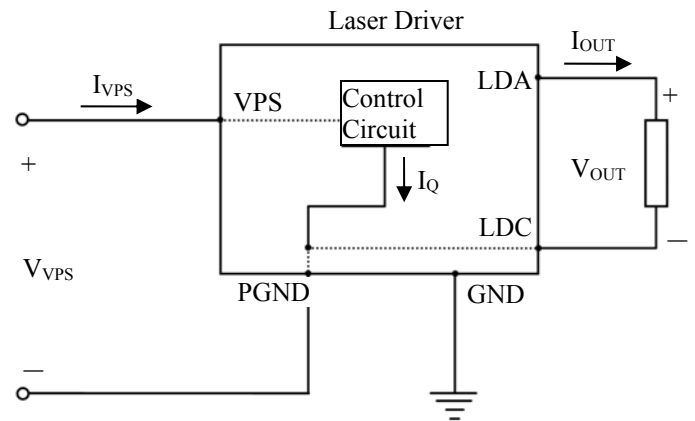 Laser Driver
I_OUT
I_VPS
LDA
VPS
+
Control
Circuit
+
V_OUT
I_Q
LDC
—
V_VPS
PGND
GND
—